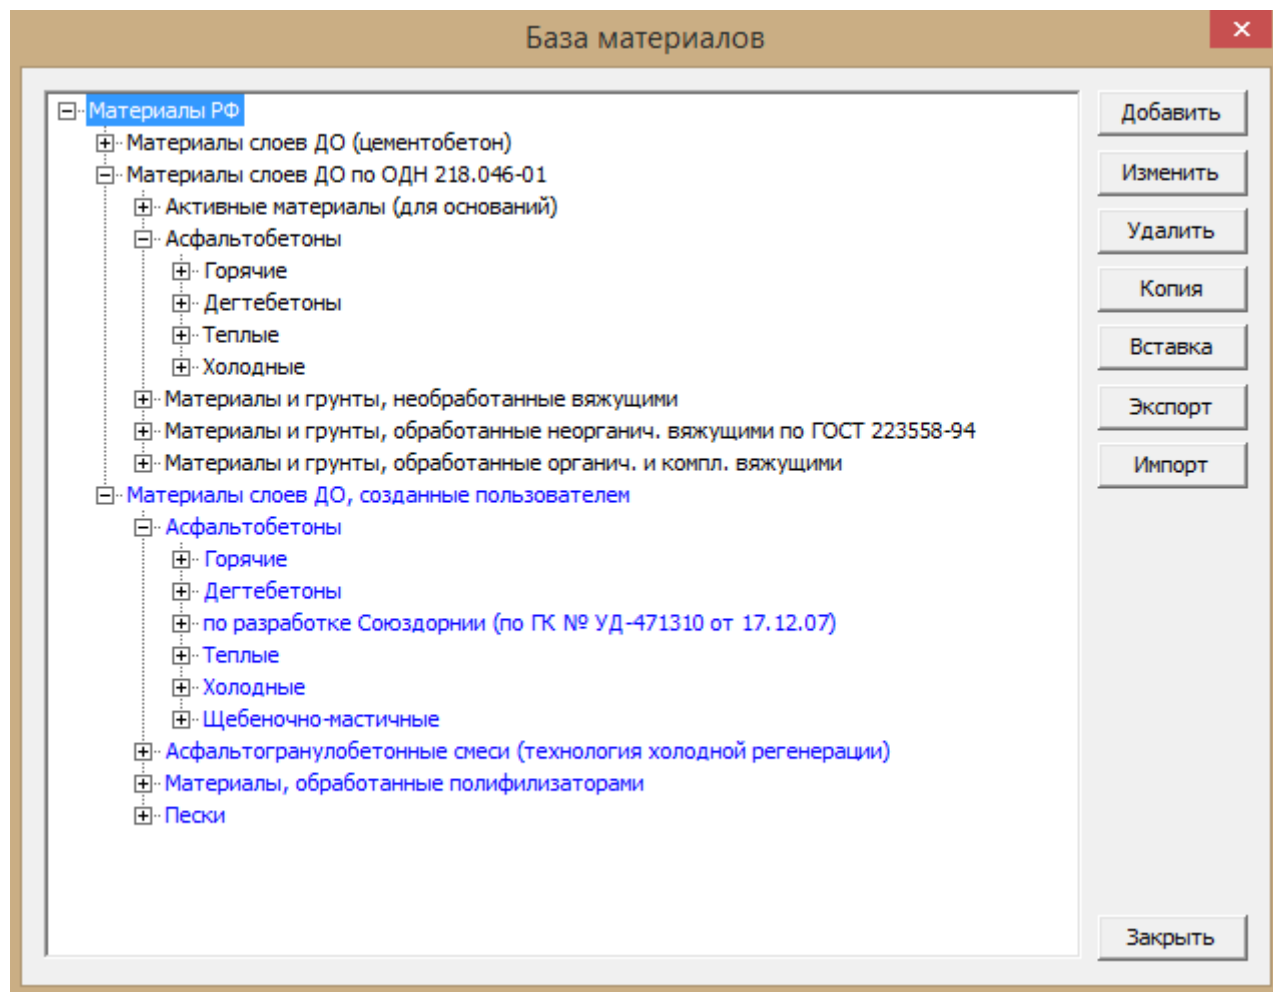 База материалов
Материалы РФ
Материалы слоев ДО (цементобетон)
Материалы слоев ДО по ОДН 218.046-01
Активные материалы (для оснований)
Асфальтобетоны
Горячие
Дегтебетоны
Теплые
Холодные
Материалы и грунты, необработанные вяжущими
Материалы и грунты, обработанные неорганич. вяжущими по ГОСТ 223558-94
Материалы и грунты, обработанные органич. и компл. вяжущими
Материалы слоев ДО, созданные пользователем
Асфальтобетоны
Горячие
Дегтебетоны
по разработке Союздорнии (по ГК № УД-471310 от 17.12.07)
Теплые
Холодные
Щебеночно-мастичные
Асфальтогранулобетонные смеси (технология холодной регенерации)
Материалы, обработанные полифилизаторами
Пески
Добавить
Изменить
Удалить
Копия
Вставка
Экспорт
Импорт
Закрыть